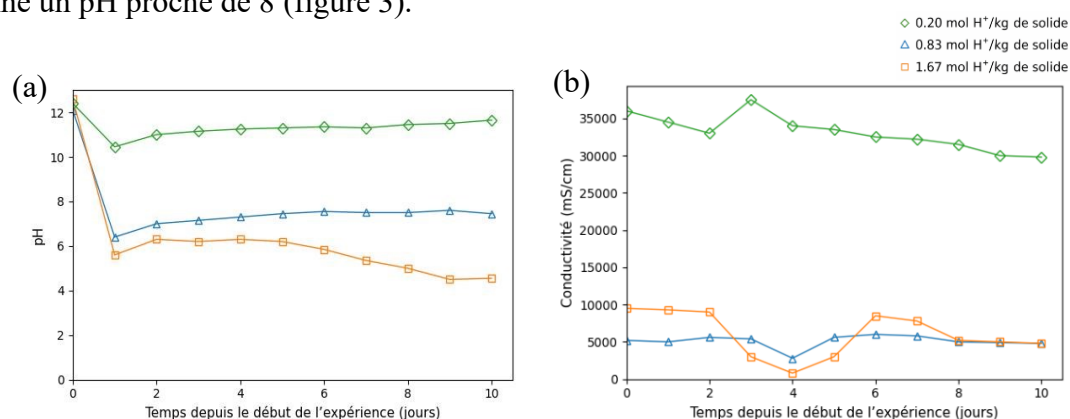 un pH proche de 8 (figure 3).
0.20 mol H⁺/kg de solide
0.83 mol H⁺/kg de solide
1.67 mol H⁺/kg de solide
(a)
12
10
8
6
4
2
0
pH
0 2 4 6 8 10
Temps depuis le début de l'expérience (jours)
(b)
35000
30000
25000
20000
15000
10000
5000
0
Conductivité (mS/cm)
0 2 4 6 8 10
Temps depuis le début de l'expérience (jours)